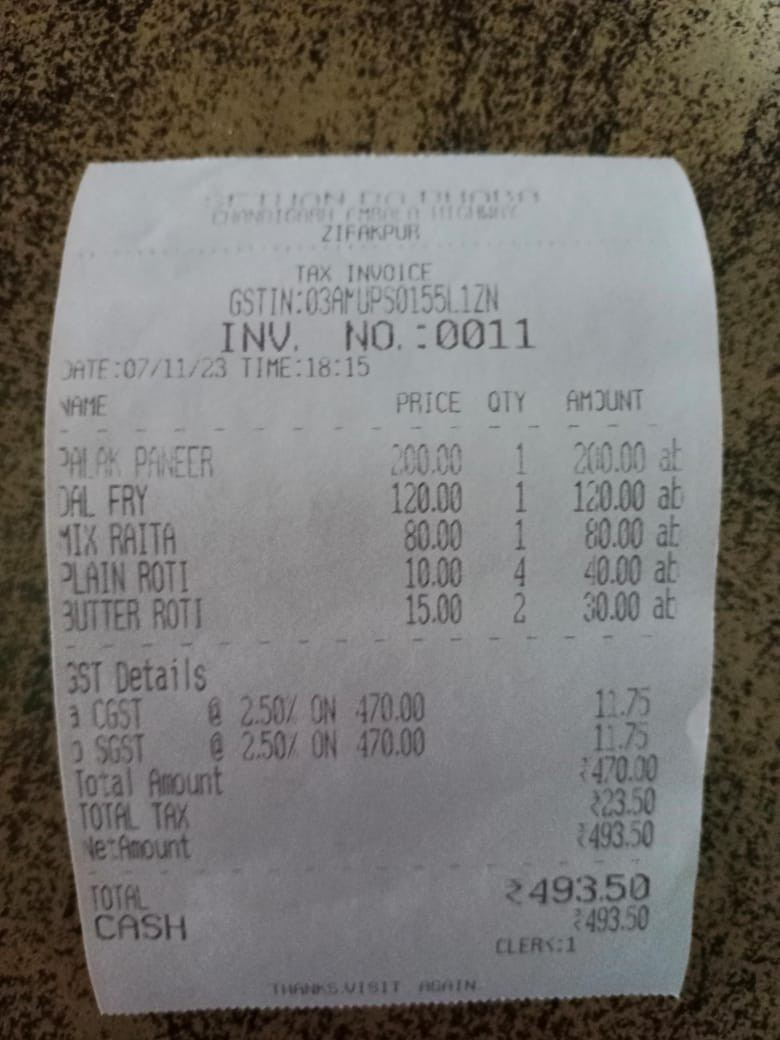 DA DHABA
CHANDIGARH AMBALA HIGHWAY
ZIRAKPUR
TAX INVOICE
GSTIN:03AMUPS0155L1ZN
INV. NO.:0011
DATE:07/11/23 TIME:18:15
NAME PRICE QTY AMOUNT
PALAK PANEER 200.00 1 200.00 ab
DAL FRY 120.00 1 120.00 ab
MIX RAITA 80.00 1 80.00 ab
PLAIN ROTI 10.00 4 40.00 ab
BUTTER ROTI 15.00 2 30.00 ab
GST Details
a CGST @ 2.50% ON 470.00 11.75
b SGST @ 2.50% ON 470.00 11.75
Total Amount ₹470.00
TOTAL TAX ₹23.50
NetAmount ₹493.50
TOTAL ₹493.50
CASH ₹493.50
CLERK:1
THANKS.VISIT AGAIN